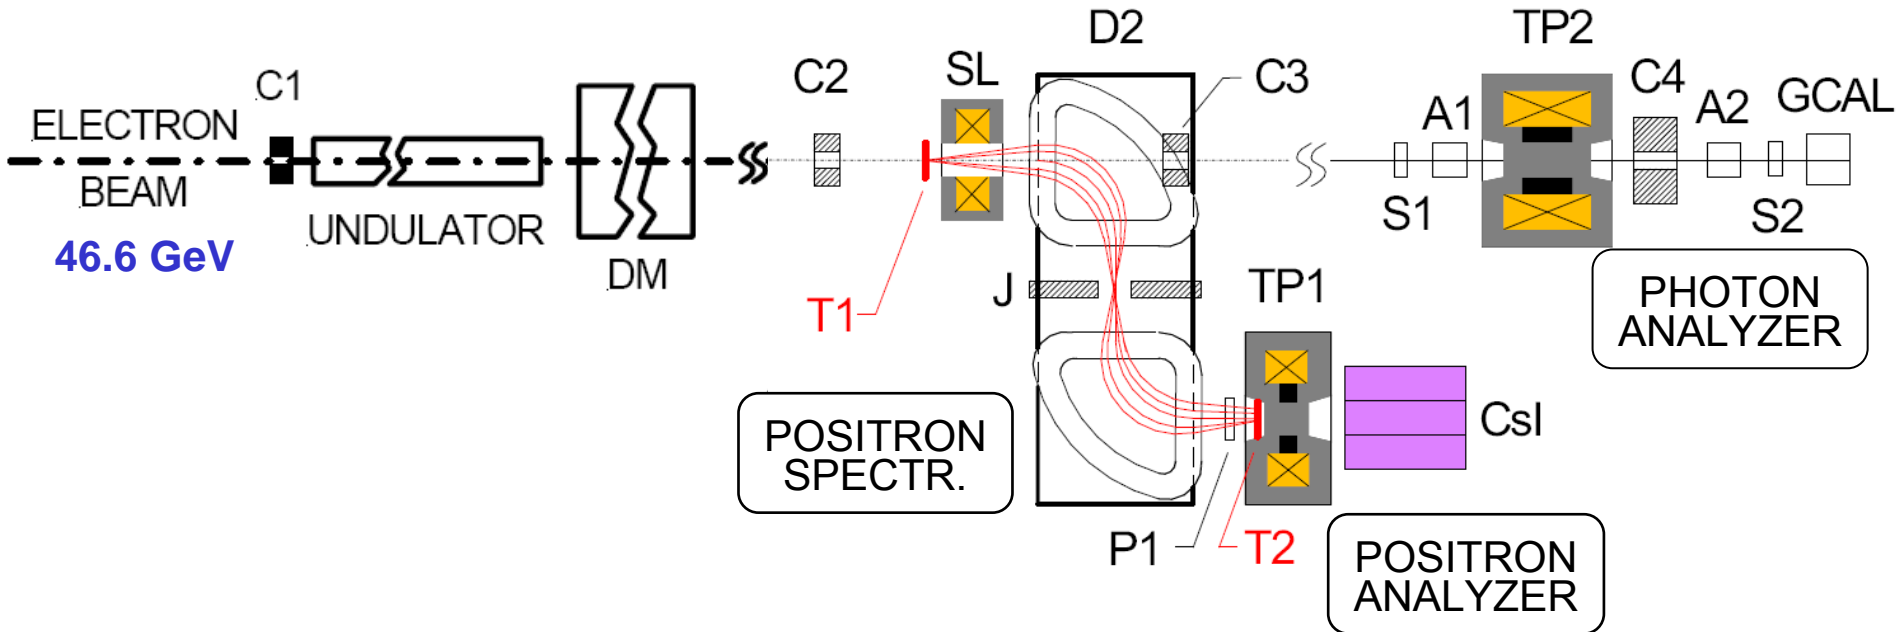 D2
TP2
C1
C2
SL
C3
C4
A1
A2
GCAL
ELECTRON
BEAM
UNDULATOR
46.6 GeV
DM
S1
S2
T1
J
TP1
PHOTON
ANALYZER
POSITRON
SPECTR.
CsI
P1
T2
POSITRON
ANALYZER